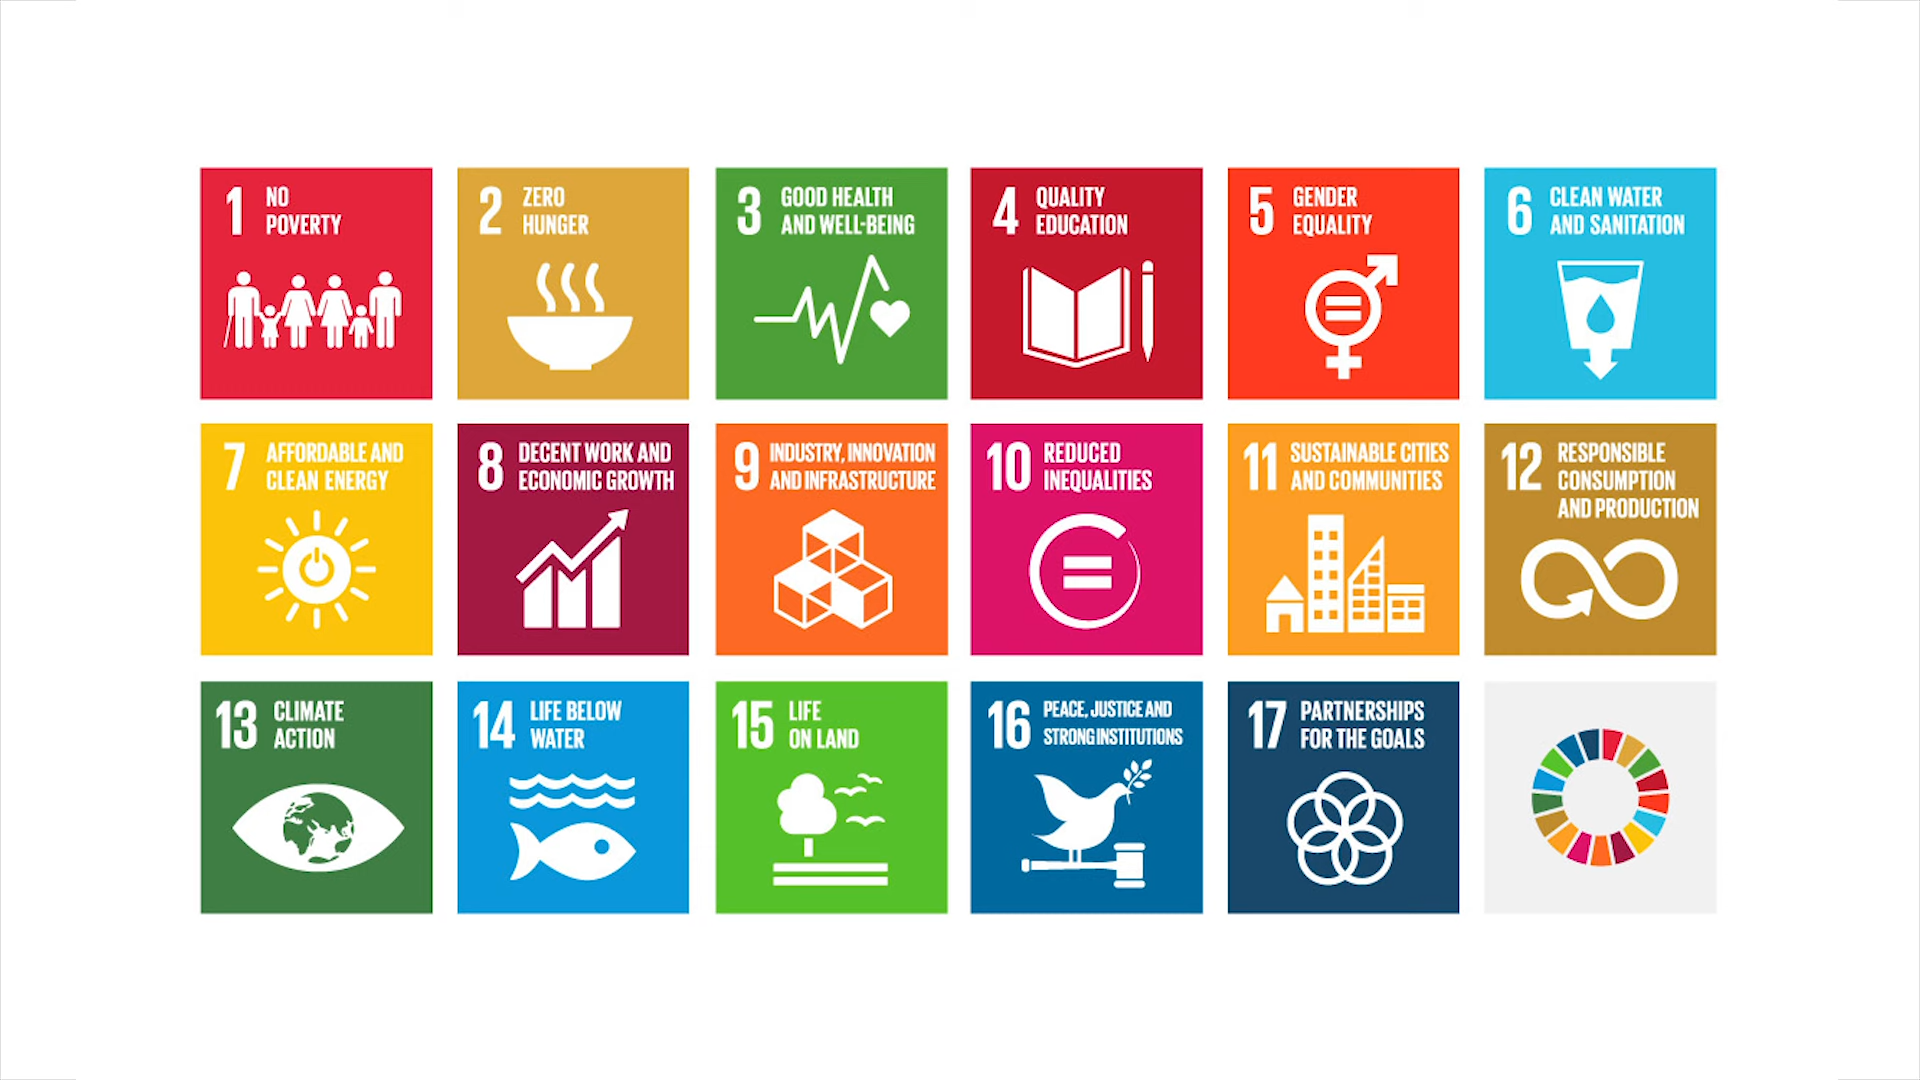 1 NO
POVERTY
2 ZERO
HUNGER
3 GOOD HEALTH
AND WELL-BEING
4 QUALITY
EDUCATION
5 GENDER
EQUALITY
6 CLEAN WATER
AND SANITATION
7 AFFORDABLE AND
CLEAN ENERGY
8 DECENT WORK AND
ECONOMIC GROWTH
9 INDUSTRY, INNOVATION
AND INFRASTRUCTURE
10 REDUCED
INEQUALITIES
11 SUSTAINABLE CITIES
AND COMMUNITIES
12 RESPONSIBLE
CONSUMPTION
AND PRODUCTION
13 CLIMATE
ACTION
14 LIFE BELOW
WATER
15 LIFE
ON LAND
16 PEACE, JUSTICE AND
STRONG INSTITUTIONS
17 PARTNERSHIPS
FOR THE GOALS